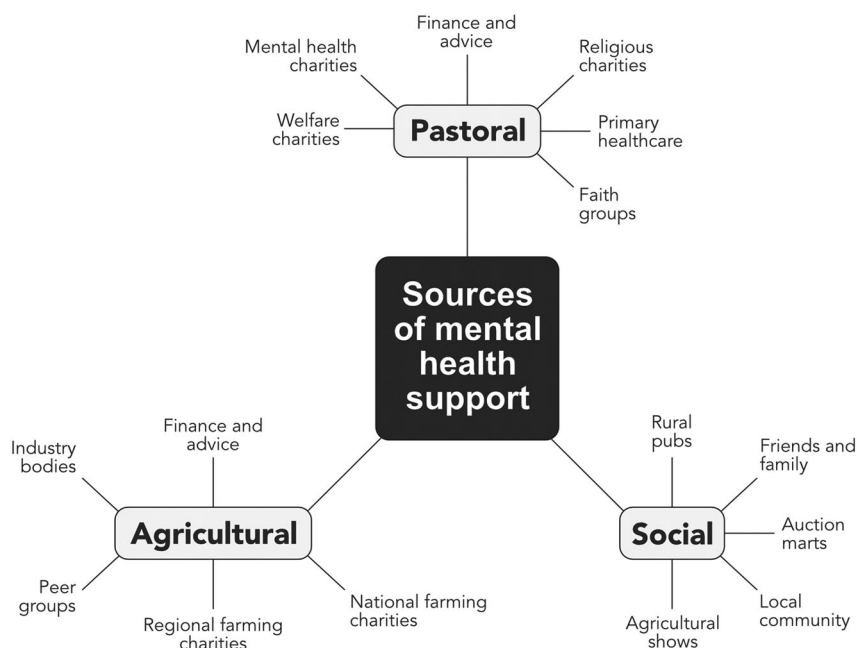 Finance and
advice
Mental health
charities
Religious
charities
Welfare
charities
Pastoral
Primary
healthcare
Faith
groups
Sources
of mental
health
support
Finance and
advice
Industry
bodies
Agricultural
Peer
groups
Regional farming
charities
National farming
charities
Rural
pubs
Friends and
family
Social
Auction
marts
Local
community
Agricultural
shows